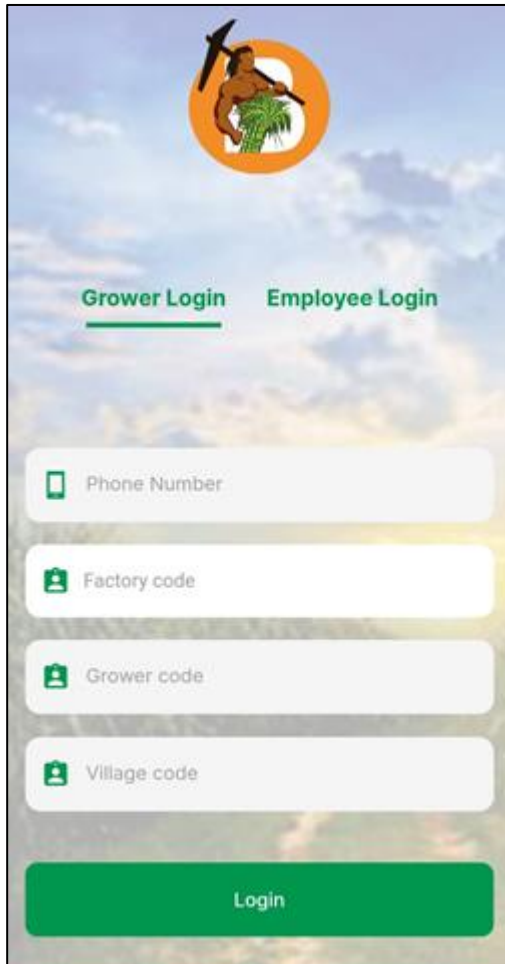 Grower Login Employee Login
Phone Number
Factory code
Grower code
Village code
Login